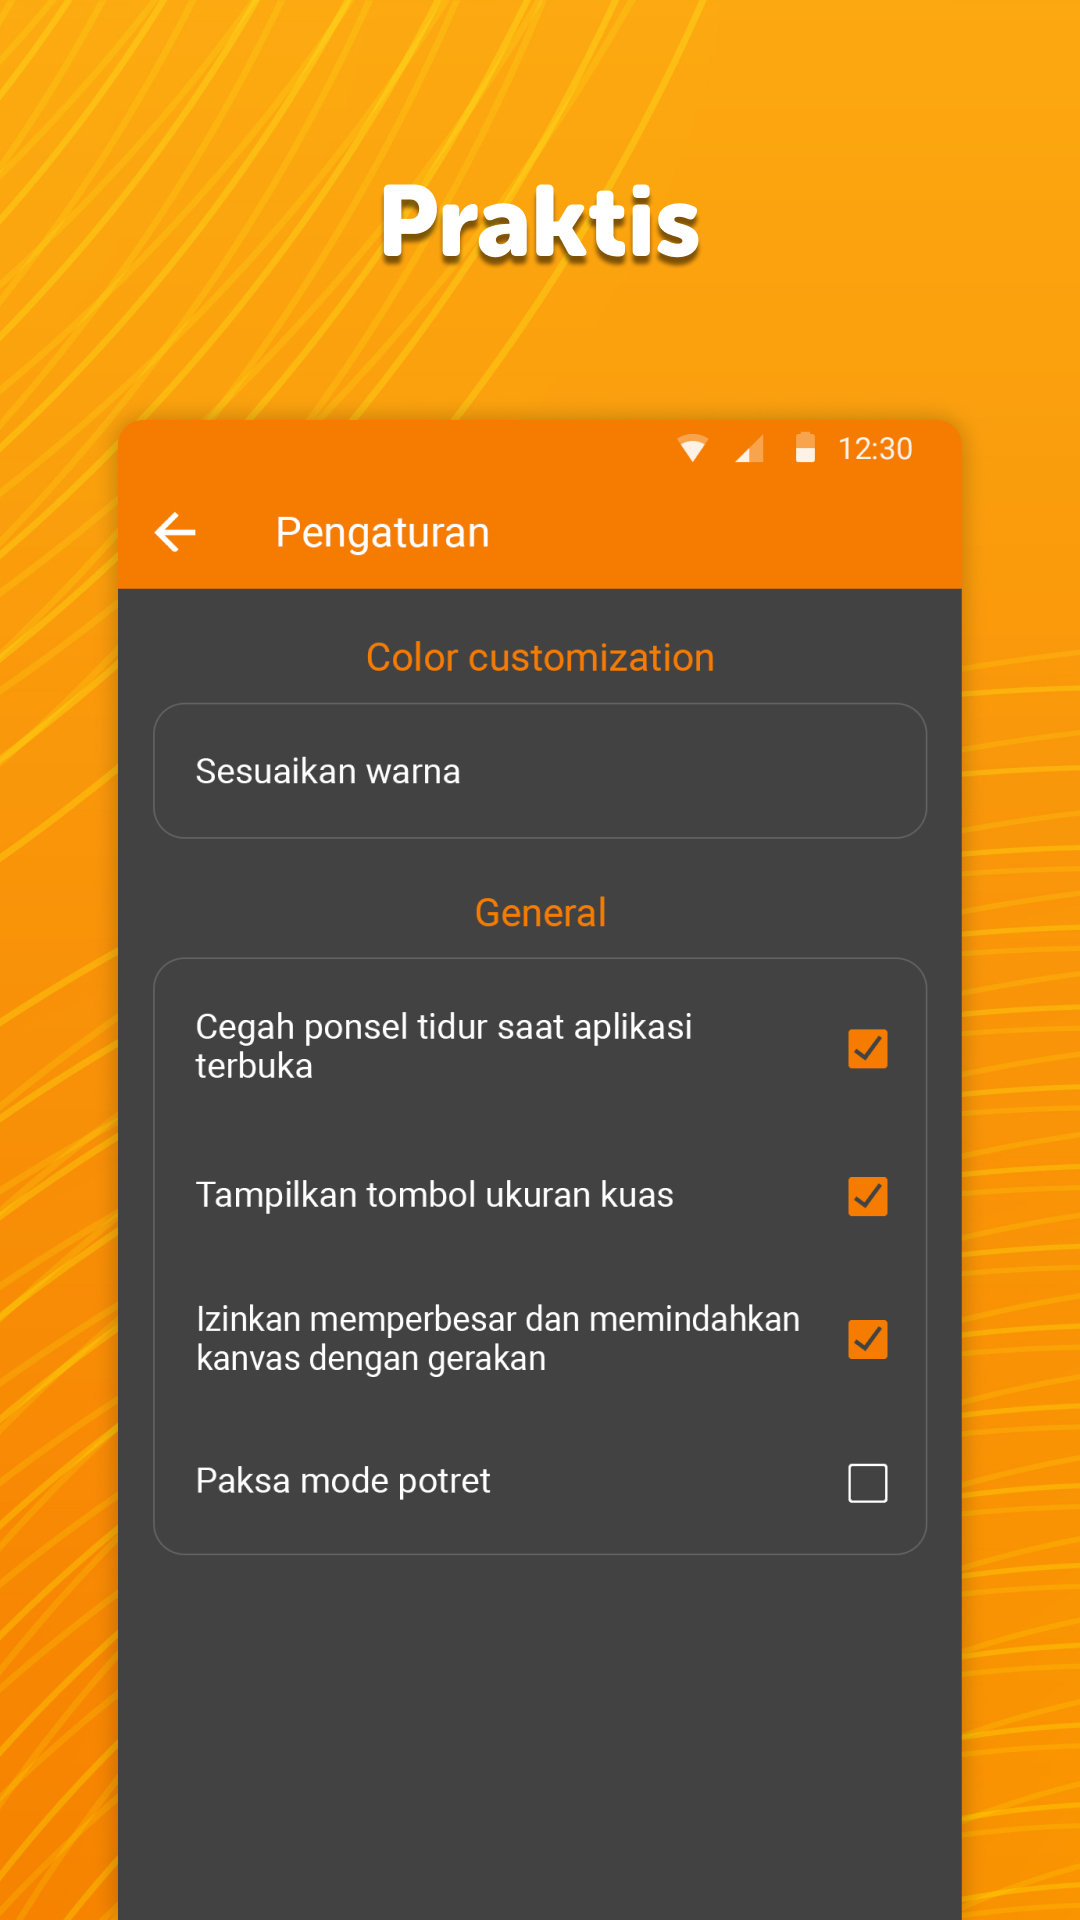 Praktis
12:30
Pengaturan
Color customization
Sesuaikan warna
General
Cegah ponsel tidur saat aplikasi
terbuka
Tampilkan tombol ukuran kuas
Izinkan memperbesar dan memindahkan
kanvas dengan gerakan
Paksa mode potret